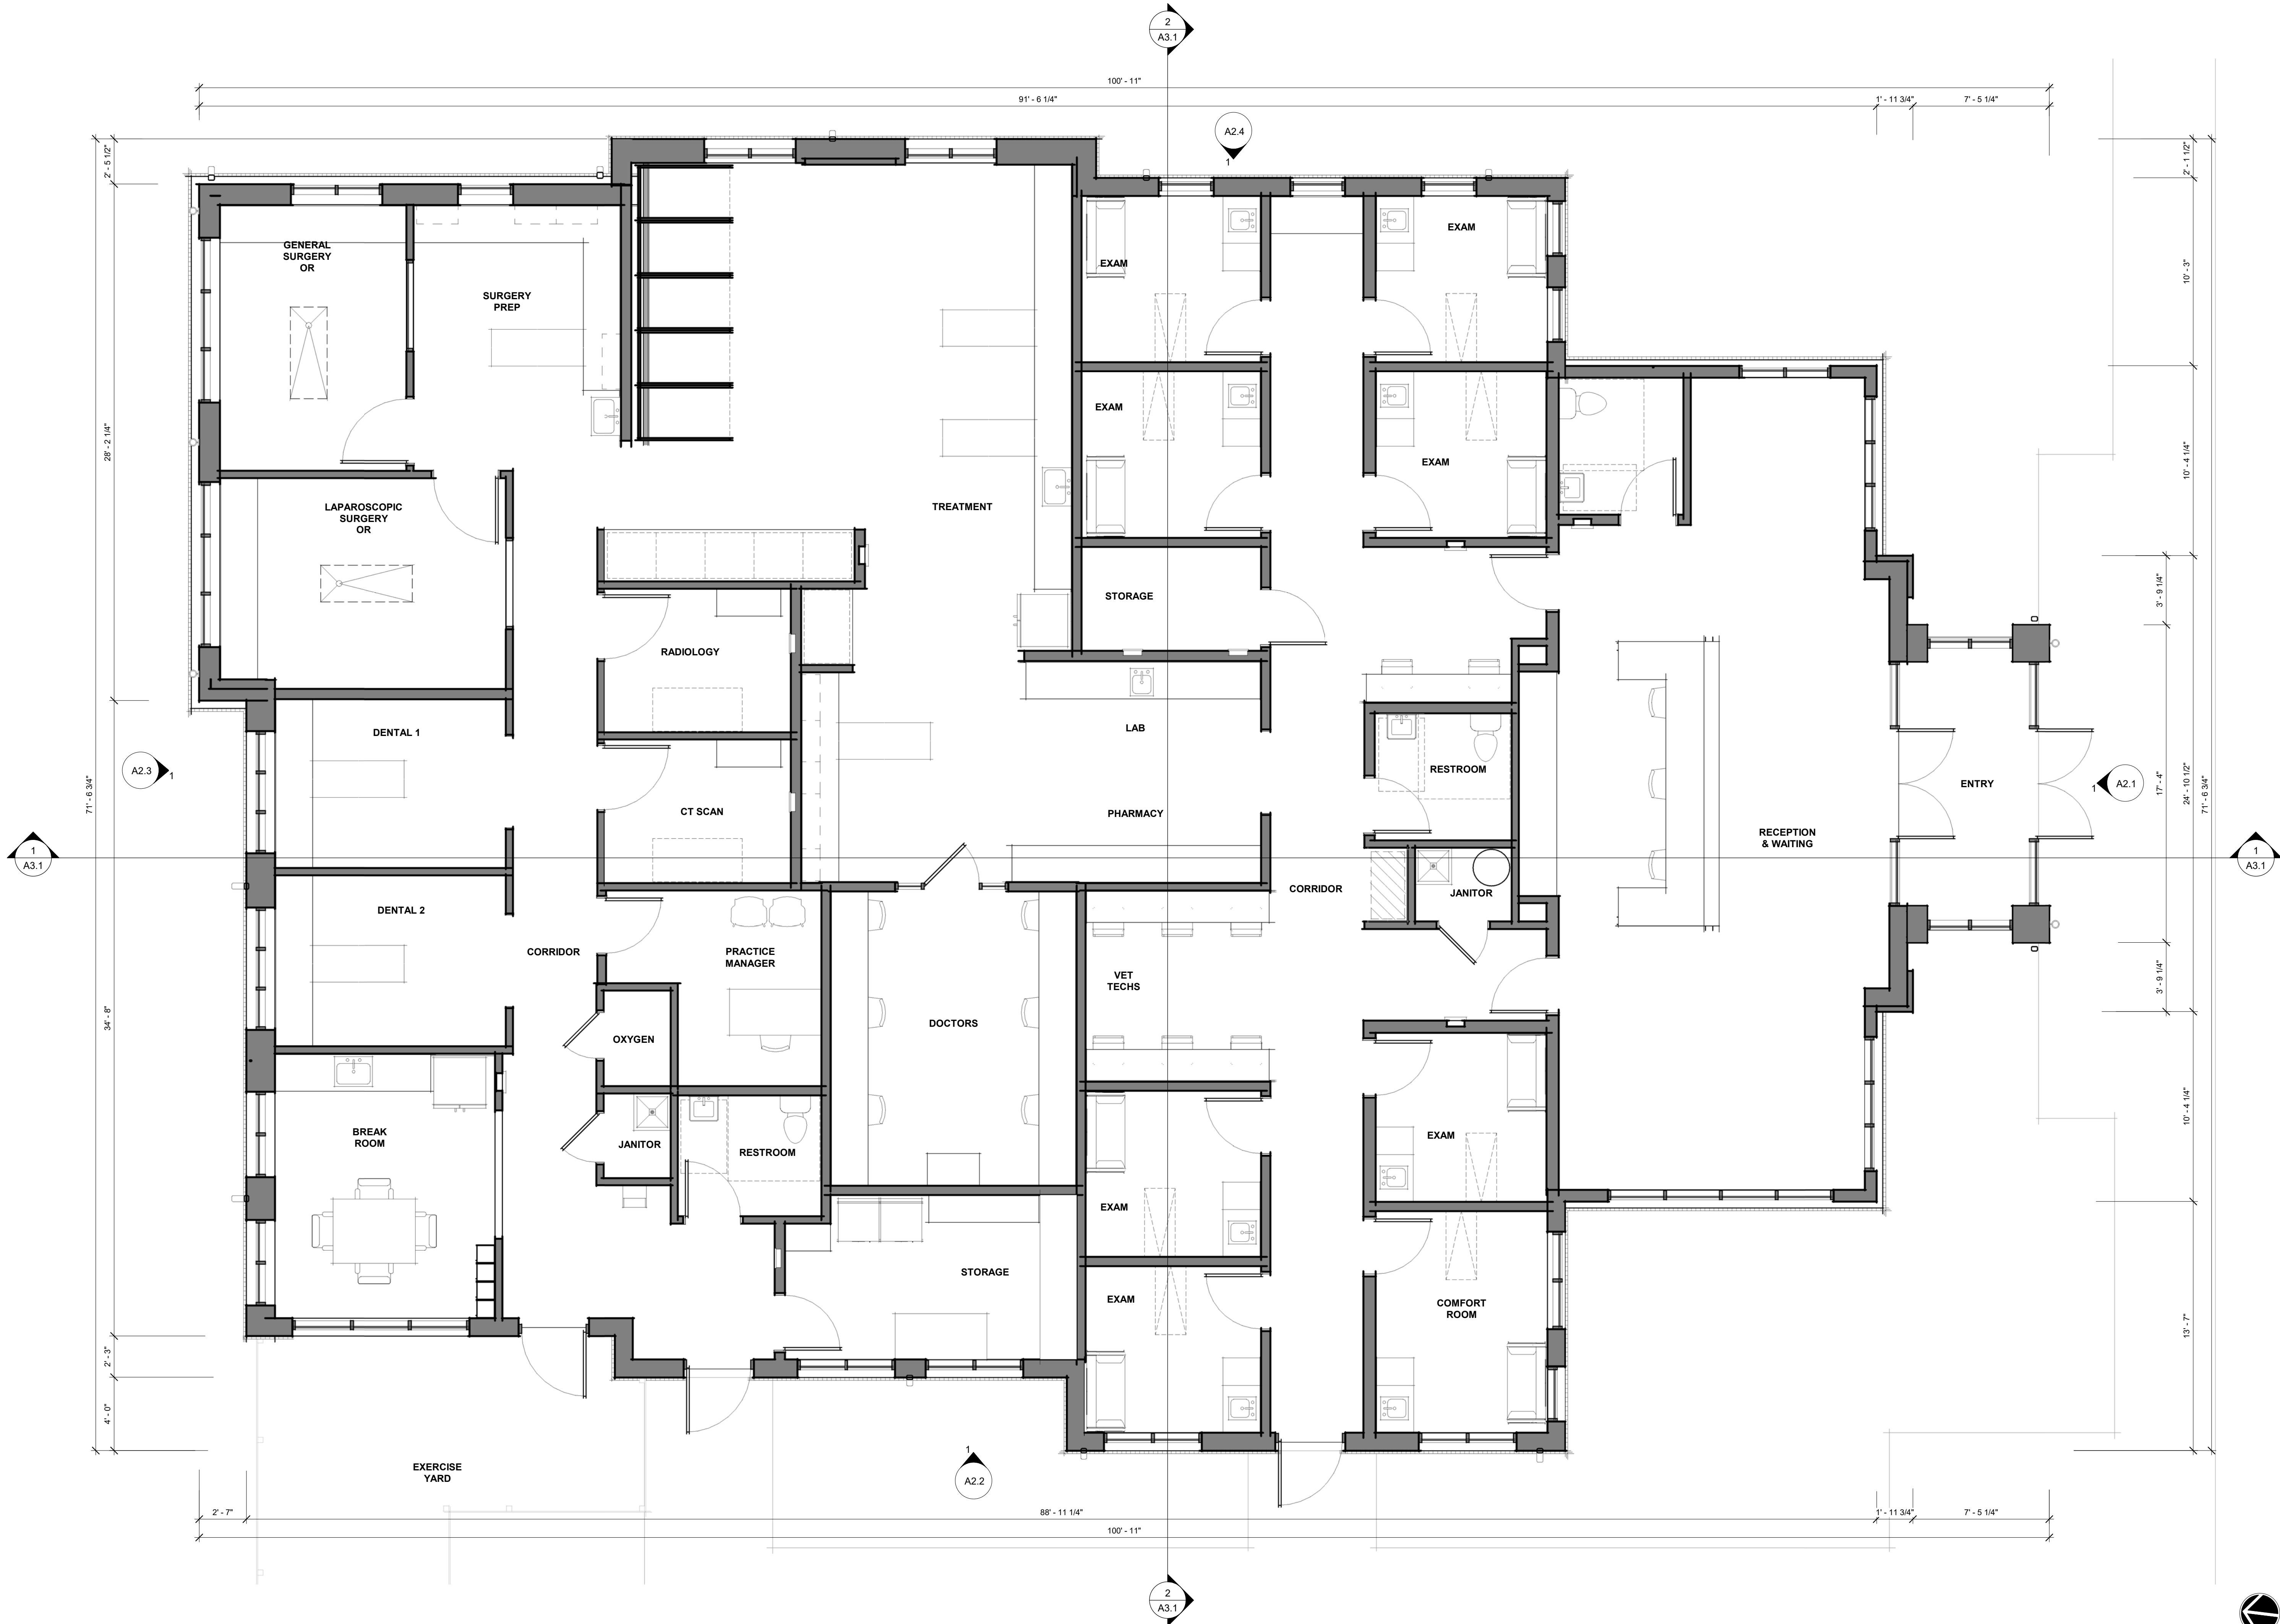 2
A3.1
100' - 11"
91' - 6 1/4"
1' - 11 3/4"
7' - 5 1/4"
A2.4
1
2' - 5 1/2"
28' - 2 1/4"
71' - 6 3/4"
34' - 8"
2' - 3"
4' - 0"
2' - 1 1/2"
10' - 3"
10' - 4 1/4"
3' - 9 1/4"
17' - 4"
24' - 10 1/2"
71' - 6 3/4"
3' - 9 1/4"
10' - 4 1/4"
13' - 7"
GENERAL
SURGERY
OR
SURGERY
PREP
EXAM
EXAM
EXAM
EXAM
LAPAROSCOPIC
SURGERY
OR
TREATMENT
STORAGE
RADIOLOGY
DENTAL 1
LAB
RESTROOM
A2.3
1
CT SCAN
PHARMACY
ENTRY
1
A2.1
RECEPTION
& WAITING
1
A3.1
1
A3.1
DENTAL 2
CORRIDOR
JANITOR
CORRIDOR
PRACTICE
MANAGER
VET
TECHS
OXYGEN
DOCTORS
BREAK
ROOM
JANITOR
RESTROOM
EXAM
EXAM
STORAGE
EXAM
COMFORT
ROOM
EXERCISE
YARD
1
A2.2
2' - 7"
88' - 11 1/4"
1' - 11 3/4"
7' - 5 1/4"
100' - 11"
2
A3.1